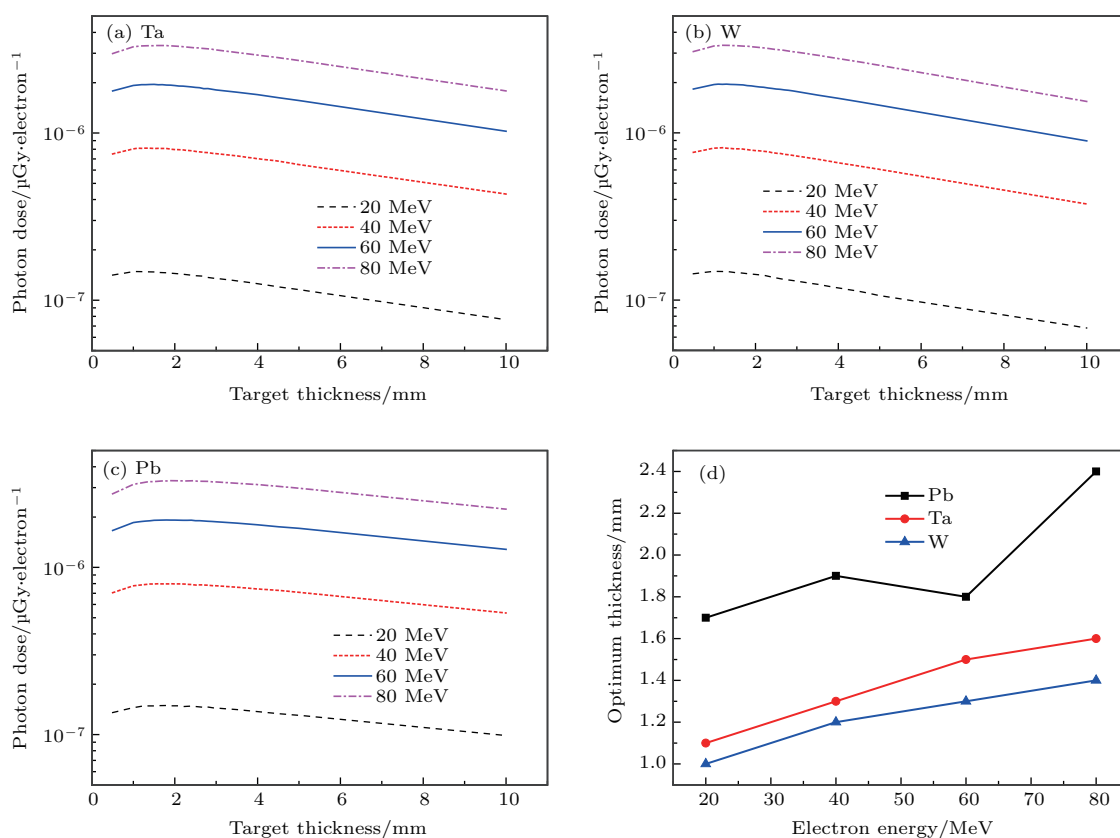 (a) Ta
Photon dose/µGy·electron⁻¹
10⁻⁶
10⁻⁷
20 MeV
40 MeV
60 MeV
80 MeV
0 2 4 6 8 10
Target thickness/mm
(b) W
Photon dose/µGy·electron⁻¹
10⁻⁶
10⁻⁷
20 MeV
40 MeV
60 MeV
80 MeV
0 2 4 6 8 10
Target thickness/mm
(c) Pb
Photon dose/µGy·electron⁻¹
10⁻⁶
10⁻⁷
20 MeV
40 MeV
60 MeV
80 MeV
0 2 4 6 8 10
Target thickness/mm
(d)
Optimum thickness/mm
2.4
2.2
2.0
1.8
1.6
1.4
1.2
1.0
Pb
Ta
W
20 30 40 50 60 70 80
Electron energy/MeV